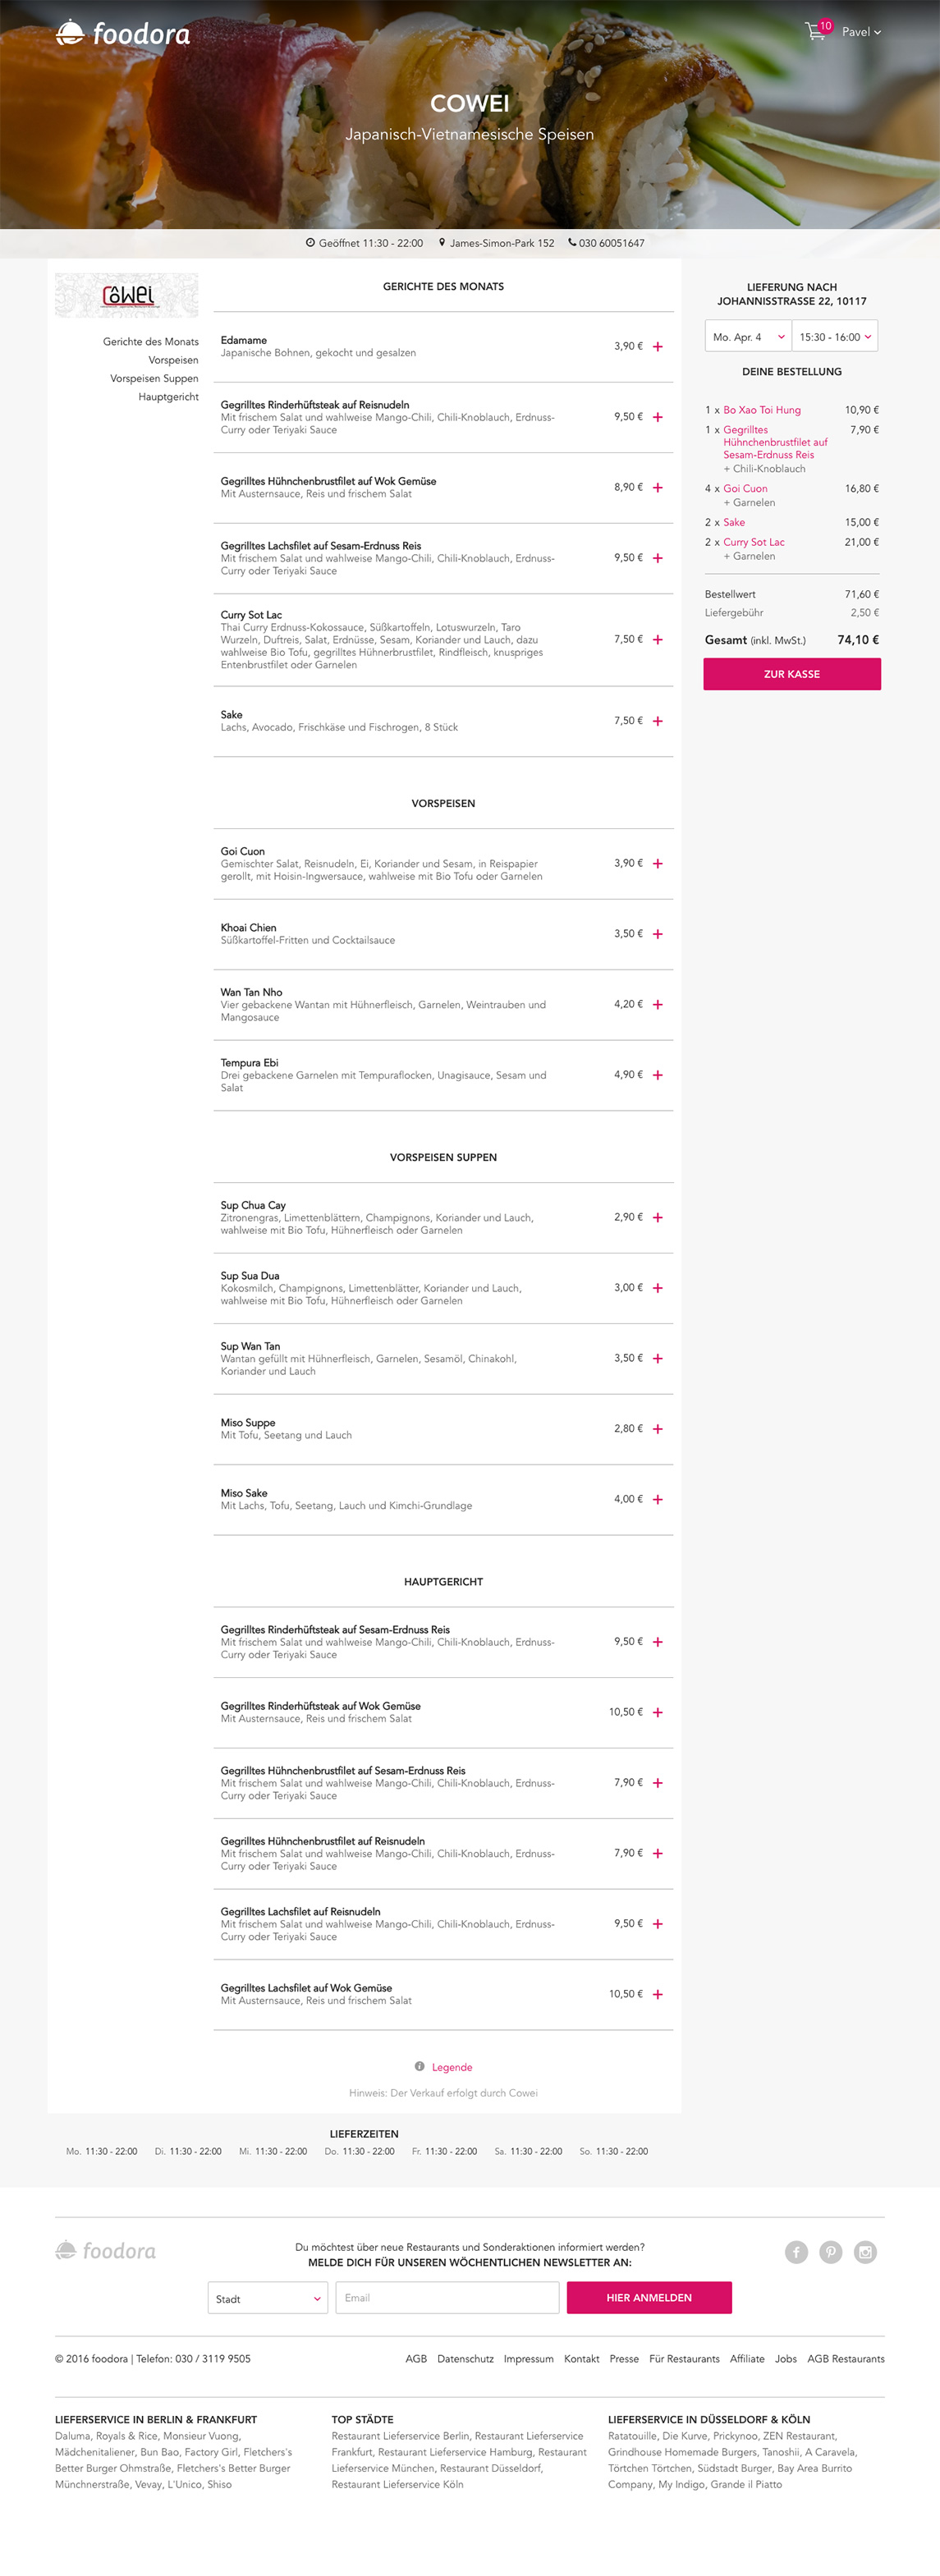 foodora
10
Pavel
COWEI
Japanisch-Vietnamesische Speisen
Geöffnet 11:30 - 22:00 James-Simon-Park 152 030 60051647
CôWEI
Gerichte des Monats
Vorspeisen
Vorspeisen Suppen
Hauptgericht
GERICHTE DES MONATS
Edamame
Japanische Bohnen, gekocht und gesalzen
3,90 € +
Gegrilltes Rinderhüftsteak auf Reisnudeln
Mit frischem Salat und wahlweise Mango-Chili, Chili-Knoblauch, Erdnuss-
Curry oder Teriyaki Sauce
9,50 € +
Gegrilltes Hühnchenbrustfilet auf Wok Gemüse
Mit Austernsauce, Reis und frischem Salat
8,90 € +
Gegrilltes Lachsfilet auf Sesam-Erdnuss Reis
Mit frischem Salat und wahlweise Mango-Chili, Chili-Knoblauch, Erdnuss-
Curry oder Teriyaki Sauce
9,50 € +
Curry Sot Lac
Thai Curry Erdnuss-Kokossauce, Süßkartoffeln, Lotuswurzeln, Taro
Wurzeln, Duftreis, Salat, Erdnüsse, Sesam, Koriander und Lauch, dazu
wahlweise Bio Tofu, gegrilltes Hühnerbrustfilet, Rindfleisch, knuspriges
Entenbrustfilet oder Garnelen
7,50 € +
Sake
Lachs, Avocado, Frischkäse und Fischrogen, 8 Stück
7,50 € +
VORSPEISEN
Goi Cuon
Gemischter Salat, Reisnudeln, Ei, Koriander und Sesam, in Reispapier
gerollt, mit Hoisin-Ingwersauce, wahlweise mit Bio Tofu oder Garnelen
3,90 € +
Khoai Chien
Süßkartoffel-Fritten und Cocktailsauce
3,50 € +
Wan Tan Nho
Vier gebackene Wantan mit Hühnerfleisch, Garnelen, Weintrauben und
Mangosauce
4,20 € +
Tempura Ebi
Drei gebackene Garnelen mit Tempuraflocken, Unagisauce, Sesam und
Salat
4,90 € +
VORSPEISEN SUPPEN
Sup Chua Cay
Zitronengras, Limettenblättern, Champignons, Koriander und Lauch,
wahlweise mit Bio Tofu, Hühnerfleisch oder Garnelen
2,90 € +
Sup Sua Dua
Kokosmilch, Champignons, Limettenblätter, Koriander und Lauch,
wahlweise mit Bio Tofu, Hühnerfleisch oder Garnelen
3,00 € +
Sup Wan Tan
Wantan gefüllt mit Hühnerfleisch, Garnelen, Sesamöl, Chinakohl,
Koriander und Lauch
3,50 € +
Miso Suppe
Mit Tofu, Seetang und Lauch
2,80 € +
Miso Sake
Mit Lachs, Tofu, Seetang, Lauch und Kimchi-Grundlage
4,00 € +
HAUPTGERICHT
Gegrilltes Rinderhüftsteak auf Sesam-Erdnuss Reis
Mit frischem Salat und wahlweise Mango-Chili, Chili-Knoblauch, Erdnuss-
Curry oder Teriyaki Sauce
9,50 € +
Gegrilltes Rinderhüftsteak auf Wok Gemüse
Mit Austernsauce, Reis und frischem Salat
10,50 € +
Gegrilltes Hühnchenbrustfilet auf Sesam-Erdnuss Reis
Mit frischem Salat und wahlweise Mango-Chili, Chili-Knoblauch, Erdnuss-
Curry oder Teriyaki Sauce
7,90 € +
Gegrilltes Hühnchenbrustfilet auf Reisnudeln
Mit frischem Salat und wahlweise Mango-Chili, Chili-Knoblauch, Erdnuss-
Curry oder Teriyaki Sauce
7,90 € +
Gegrilltes Lachsfilet auf Reisnudeln
Mit frischem Salat und wahlweise Mango-Chili, Chili-Knoblauch, Erdnuss-
Curry oder Teriyaki Sauce
9,50 € +
Gegrilltes Lachsfilet auf Wok Gemüse
Mit Austernsauce, Reis und frischem Salat
10,50 € +
Legende
Hinweis: Der Verkauf erfolgt durch Cowei
LIEFERUNG NACH
JOHANNISSTRASSE 22, 10117
Mo. Apr. 4 15:30 - 16:00
DEINE BESTELLUNG
1 x Bo Xao Toi Hung 10,90 €
1 x Gegrilltes 7,90 €
Hühnchenbrustfilet auf
Sesam-Erdnuss Reis
+ Chili-Knoblauch
4 x Goi Cuon 16,80 €
+ Garnelen
2 x Sake 15,00 €
2 x Curry Sot Lac 21,00 €
+ Garnelen
Bestellwert 71,60 €
Liefergebühr 2,50 €
Gesamt (inkl. MwSt.) 74,10 €
ZUR KASSE
LIEFERZEITEN
Mo. 11:30 - 22:00 Di. 11:30 - 22:00 Mi. 11:30 - 22:00 Do. 11:30 - 22:00 Fr. 11:30 - 22:00 Sa. 11:30 - 22:00 So. 11:30 - 22:00
foodora
Du möchtest über neue Restaurants und Sonderaktionen informiert werden?
MELDE DICH FÜR UNSEREN WÖCHENTLICHEN NEWSLETTER AN:
Stadt Email HIER ANMELDEN
© 2016 foodora | Telefon: 030 / 3119 9505
AGB Datenschutz Impressum Kontakt Presse Für Restaurants Affiliate Jobs AGB Restaurants
LIEFERSERVICE IN BERLIN & FRANKFURT
Daluma, Royals & Rice, Monsieur Vuong,
Mädchenitaliener, Bun Bao, Factory Girl, Fletchers's
Better Burger Ohmstraße, Fletchers's Better Burger
Münchnerstraße, Vevay, L'Unico, Shiso
TOP STÄDTE
Restaurant Lieferservice Berlin, Restaurant Lieferservice
Frankfurt, Restaurant Lieferservice Hamburg, Restaurant
Lieferservice München, Restaurant Düsseldorf,
Restaurant Lieferservice Köln
LIEFERSERVICE IN DÜSSELDORF & KÖLN
Ratatouille, Die Kurve, Prickynoo, ZEN Restaurant,
Grindhouse Homemade Burgers, Tanoshii, A Caravela,
Törtchen Törtchen, Südstadt Burger, Bay Area Burrito
Company, My Indigo, Grande il Piatto